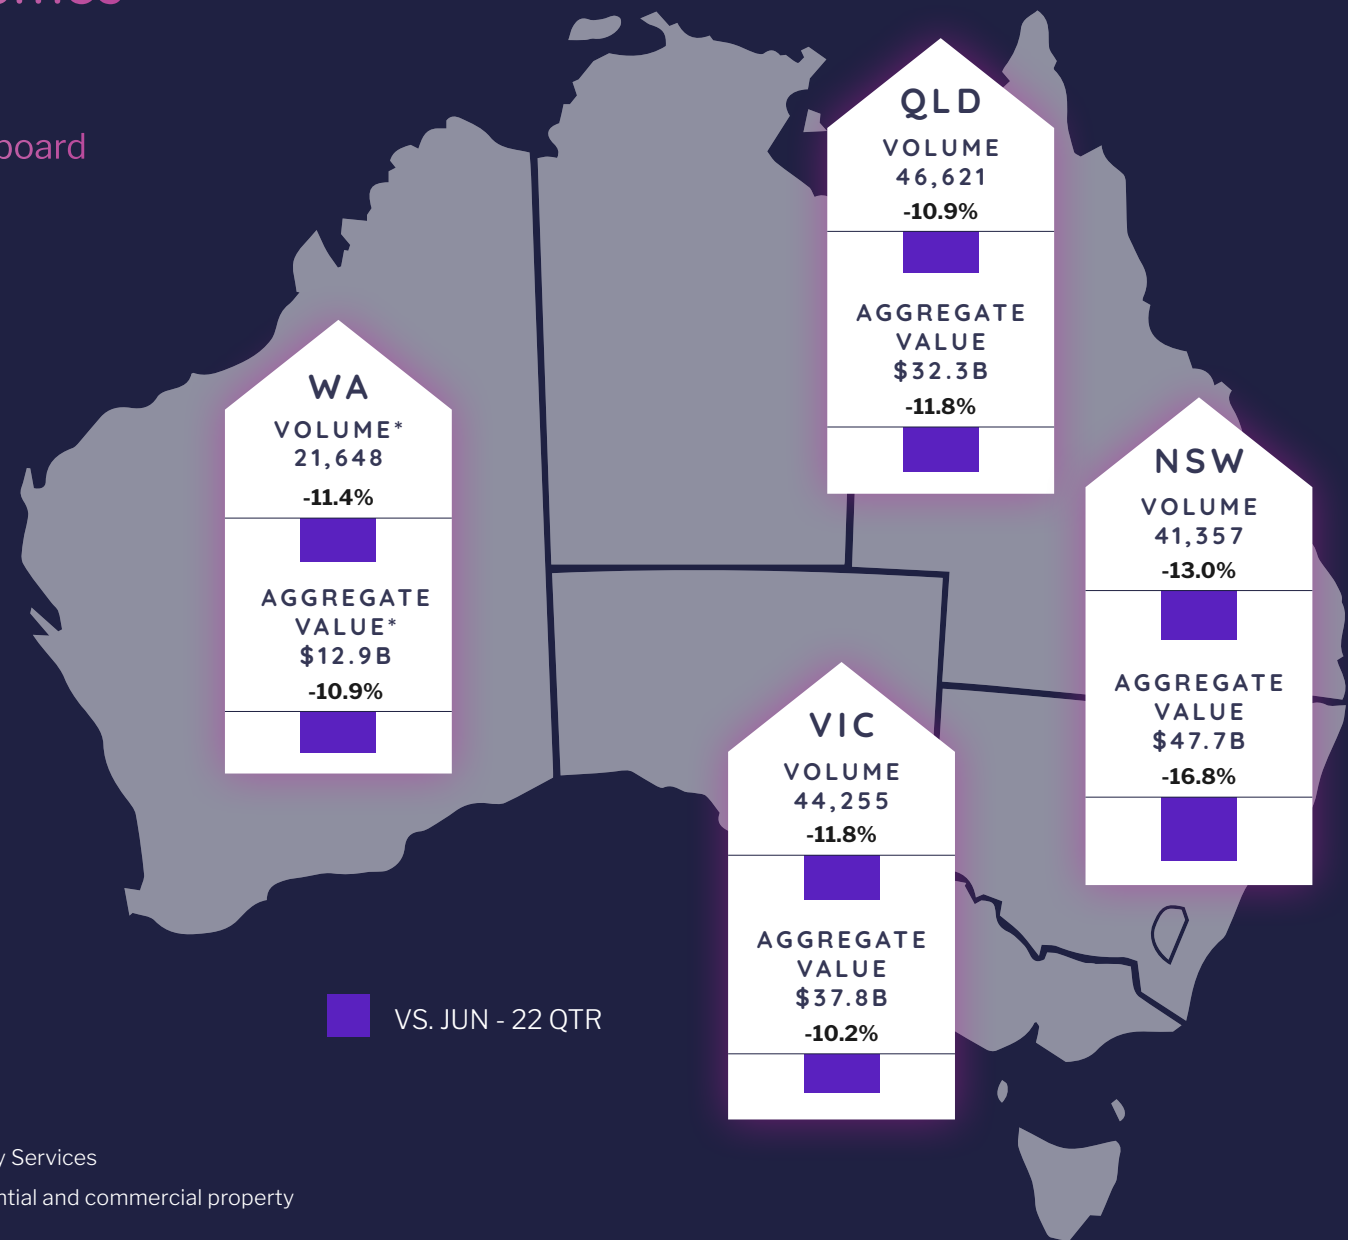 board
QLD
VOLUME
46,621
-10.9%
AGGREGATE
VALUE
$32.3B
-11.8%
WA
VOLUME*
21,648
-11.4%
AGGREGATE
VALUE*
$12.9B
-10.9%
NSW
VOLUME
41,357
-13.0%
AGGREGATE
VALUE
$47.7B
-16.8%
VIC
VOLUME
44,255
-11.8%
AGGREGATE
VALUE
$37.8B
-10.2%
VS. JUN - 22 QTR
y Services
ntial and commercial property